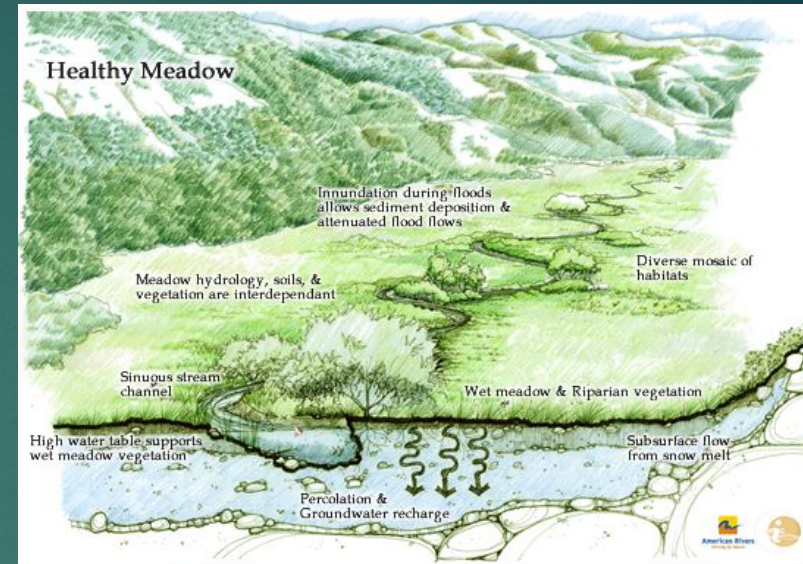 Healthy Meadow
Innundation during floods
allows sediment deposition &
attenuated flood flows
Diverse mosaic of
habitats
Meadow hydrology, soils, &
vegetation are interdependant
Sinuous stream
channel
Wet meadow & Riparian vegetation
High water table supports
wet meadow vegetation
Subsurface flow
from snow melt
Percolation &
Groundwater recharge
American Rivers